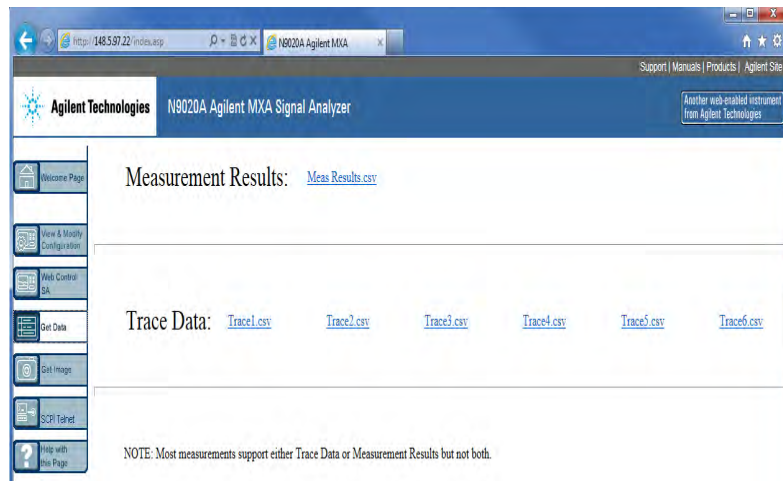 http://148.5.97.22/index.asp
N9020A Agilent MXA
Support | Manuals | Products | Agilent Site
Agilent Technologies
N9020A Agilent MXA Signal Analyzer
Another web-enabled instrument
from Agilent Technologies
Welcome Page
View & Modify
Configuration
Web Control
SA
Get Data
Get Image
SCPI Telnet
Help with
this Page
Measurement Results: Meas Results.csv
Trace Data: Trace1.csv Trace2.csv Trace3.csv Trace4.csv Trace5.csv Trace6.csv
NOTE: Most measurements support either Trace Data or Measurement Results but not both.